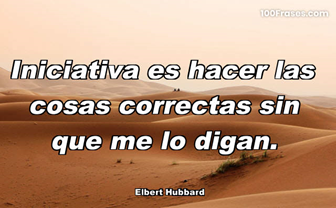 100Frases.com
Iniciativa es hacer las
cosas correctas sin
que me lo digan.
Elbert Hubbard